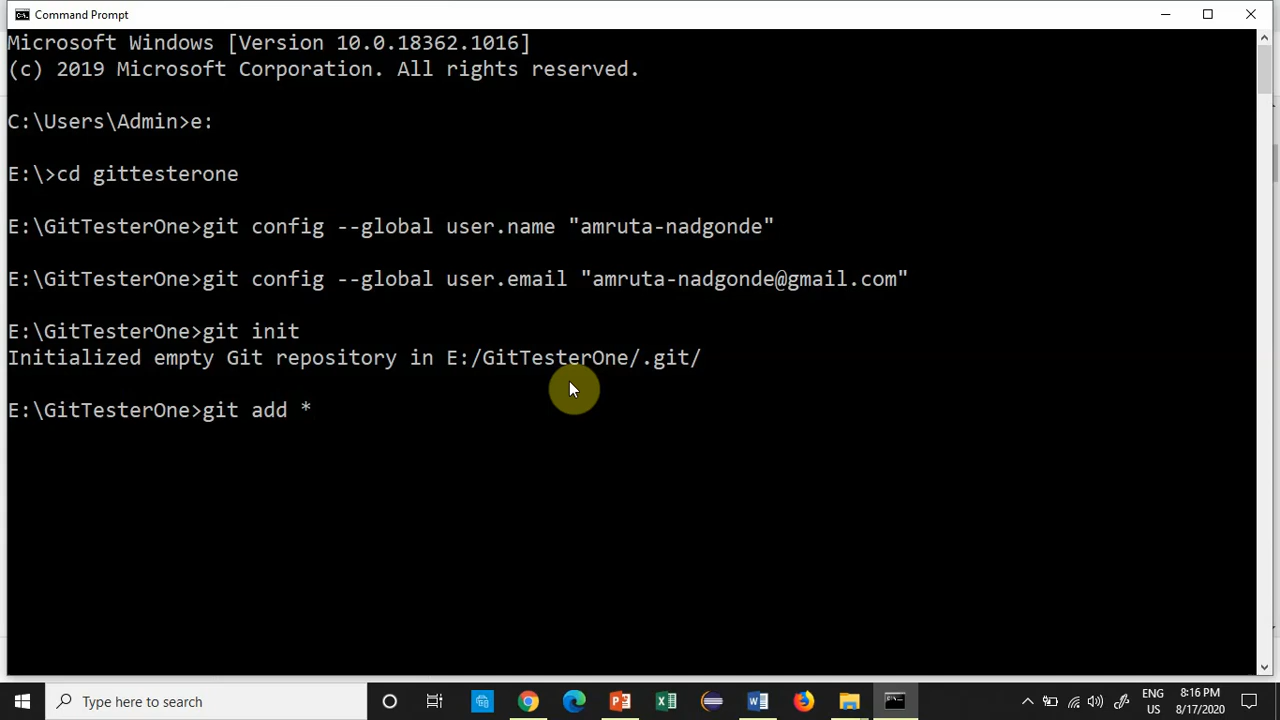 Command Prompt
Microsoft Windows [Version 10.0.18362.1016]
(c) 2019 Microsoft Corporation. All rights reserved.
C:\Users\Admin>e:
E:\>cd gittesterone
E:\GitTesterOne>git config --global user.name "amruta-nadgonde"
E:\GitTesterOne>git config --global user.email "amruta-nadgonde@gmail.com"
E:\GitTesterOne>git init
Initialized empty Git repository in E:/GitTesterOne/.git/
E:\GitTesterOne>git add *
Type here to search
ENG
US
8:16 PM
8/17/2020